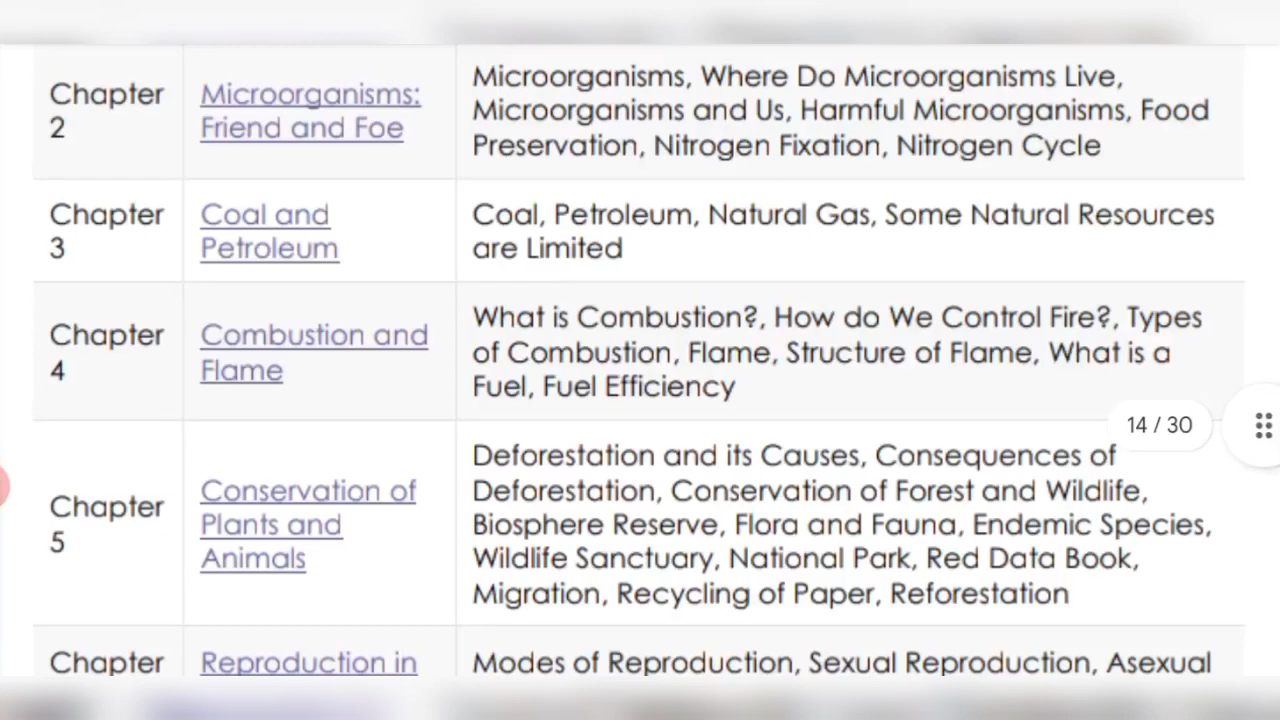 Chapter
2
Microorganisms:
Friend and Foe
Microorganisms, Where Do Microorganisms Live,
Microorganisms and Us, Harmful Microorganisms, Food
Preservation, Nitrogen Fixation, Nitrogen Cycle
Chapter
3
Coal and
Petroleum
Coal, Petroleum, Natural Gas, Some Natural Resources
are Limited
Chapter
4
Combustion and
Flame
What is Combustion?, How do We Control Fire?, Types
of Combustion, Flame, Structure of Flame, What is a
Fuel, Fuel Efficiency
14 / 30
Chapter
5
Conservation of
Plants and
Animals
Deforestation and its Causes, Consequences of
Deforestation, Conservation of Forest and Wildlife,
Biosphere Reserve, Flora and Fauna, Endemic Species,
Wildlife Sanctuary, National Park, Red Data Book,
Migration, Recycling of Paper, Reforestation
Chapter
Reproduction in
Modes of Reproduction, Sexual Reproduction, Asexual